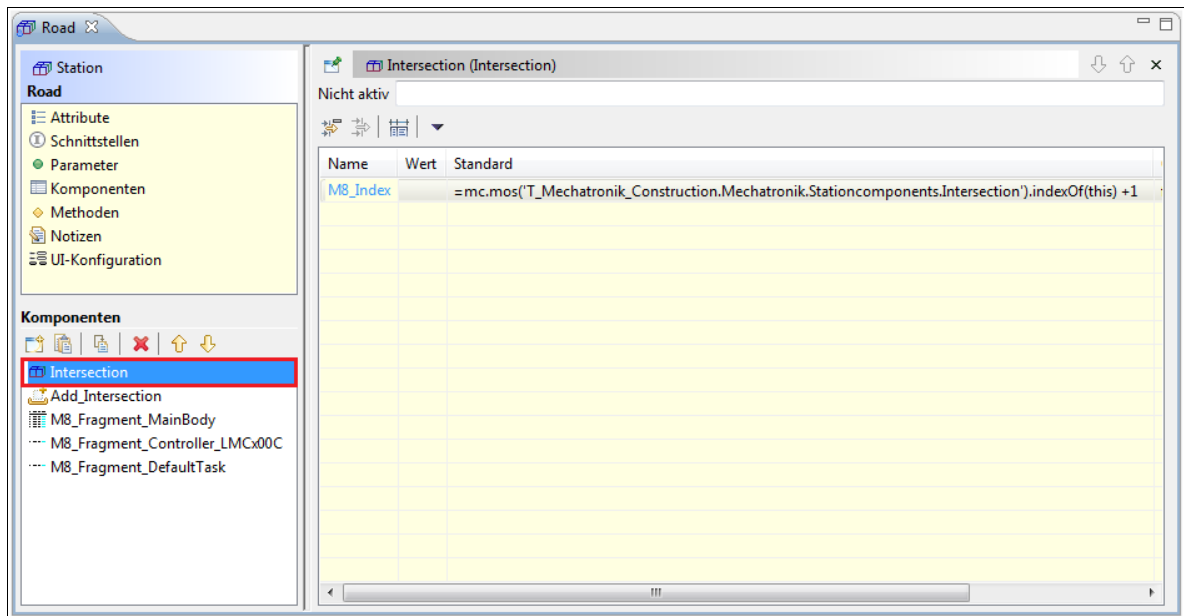 Road
Station
Road
Attribute
Schnittstellen
Parameter
Komponenten
Methoden
Notizen
UI-Konfiguration
Komponenten
Intersection
Add_Intersection
M8_Fragment_MainBody
M8_Fragment_Controller_LMCx00C
M8_Fragment_DefaultTask
Intersection (Intersection)
Nicht aktiv
Name Wert Standard
M8_Index =mc.mos('T_Mechatronik_Construction.Mechatronik.Stationcomponents.Intersection').indexOf(this) +1